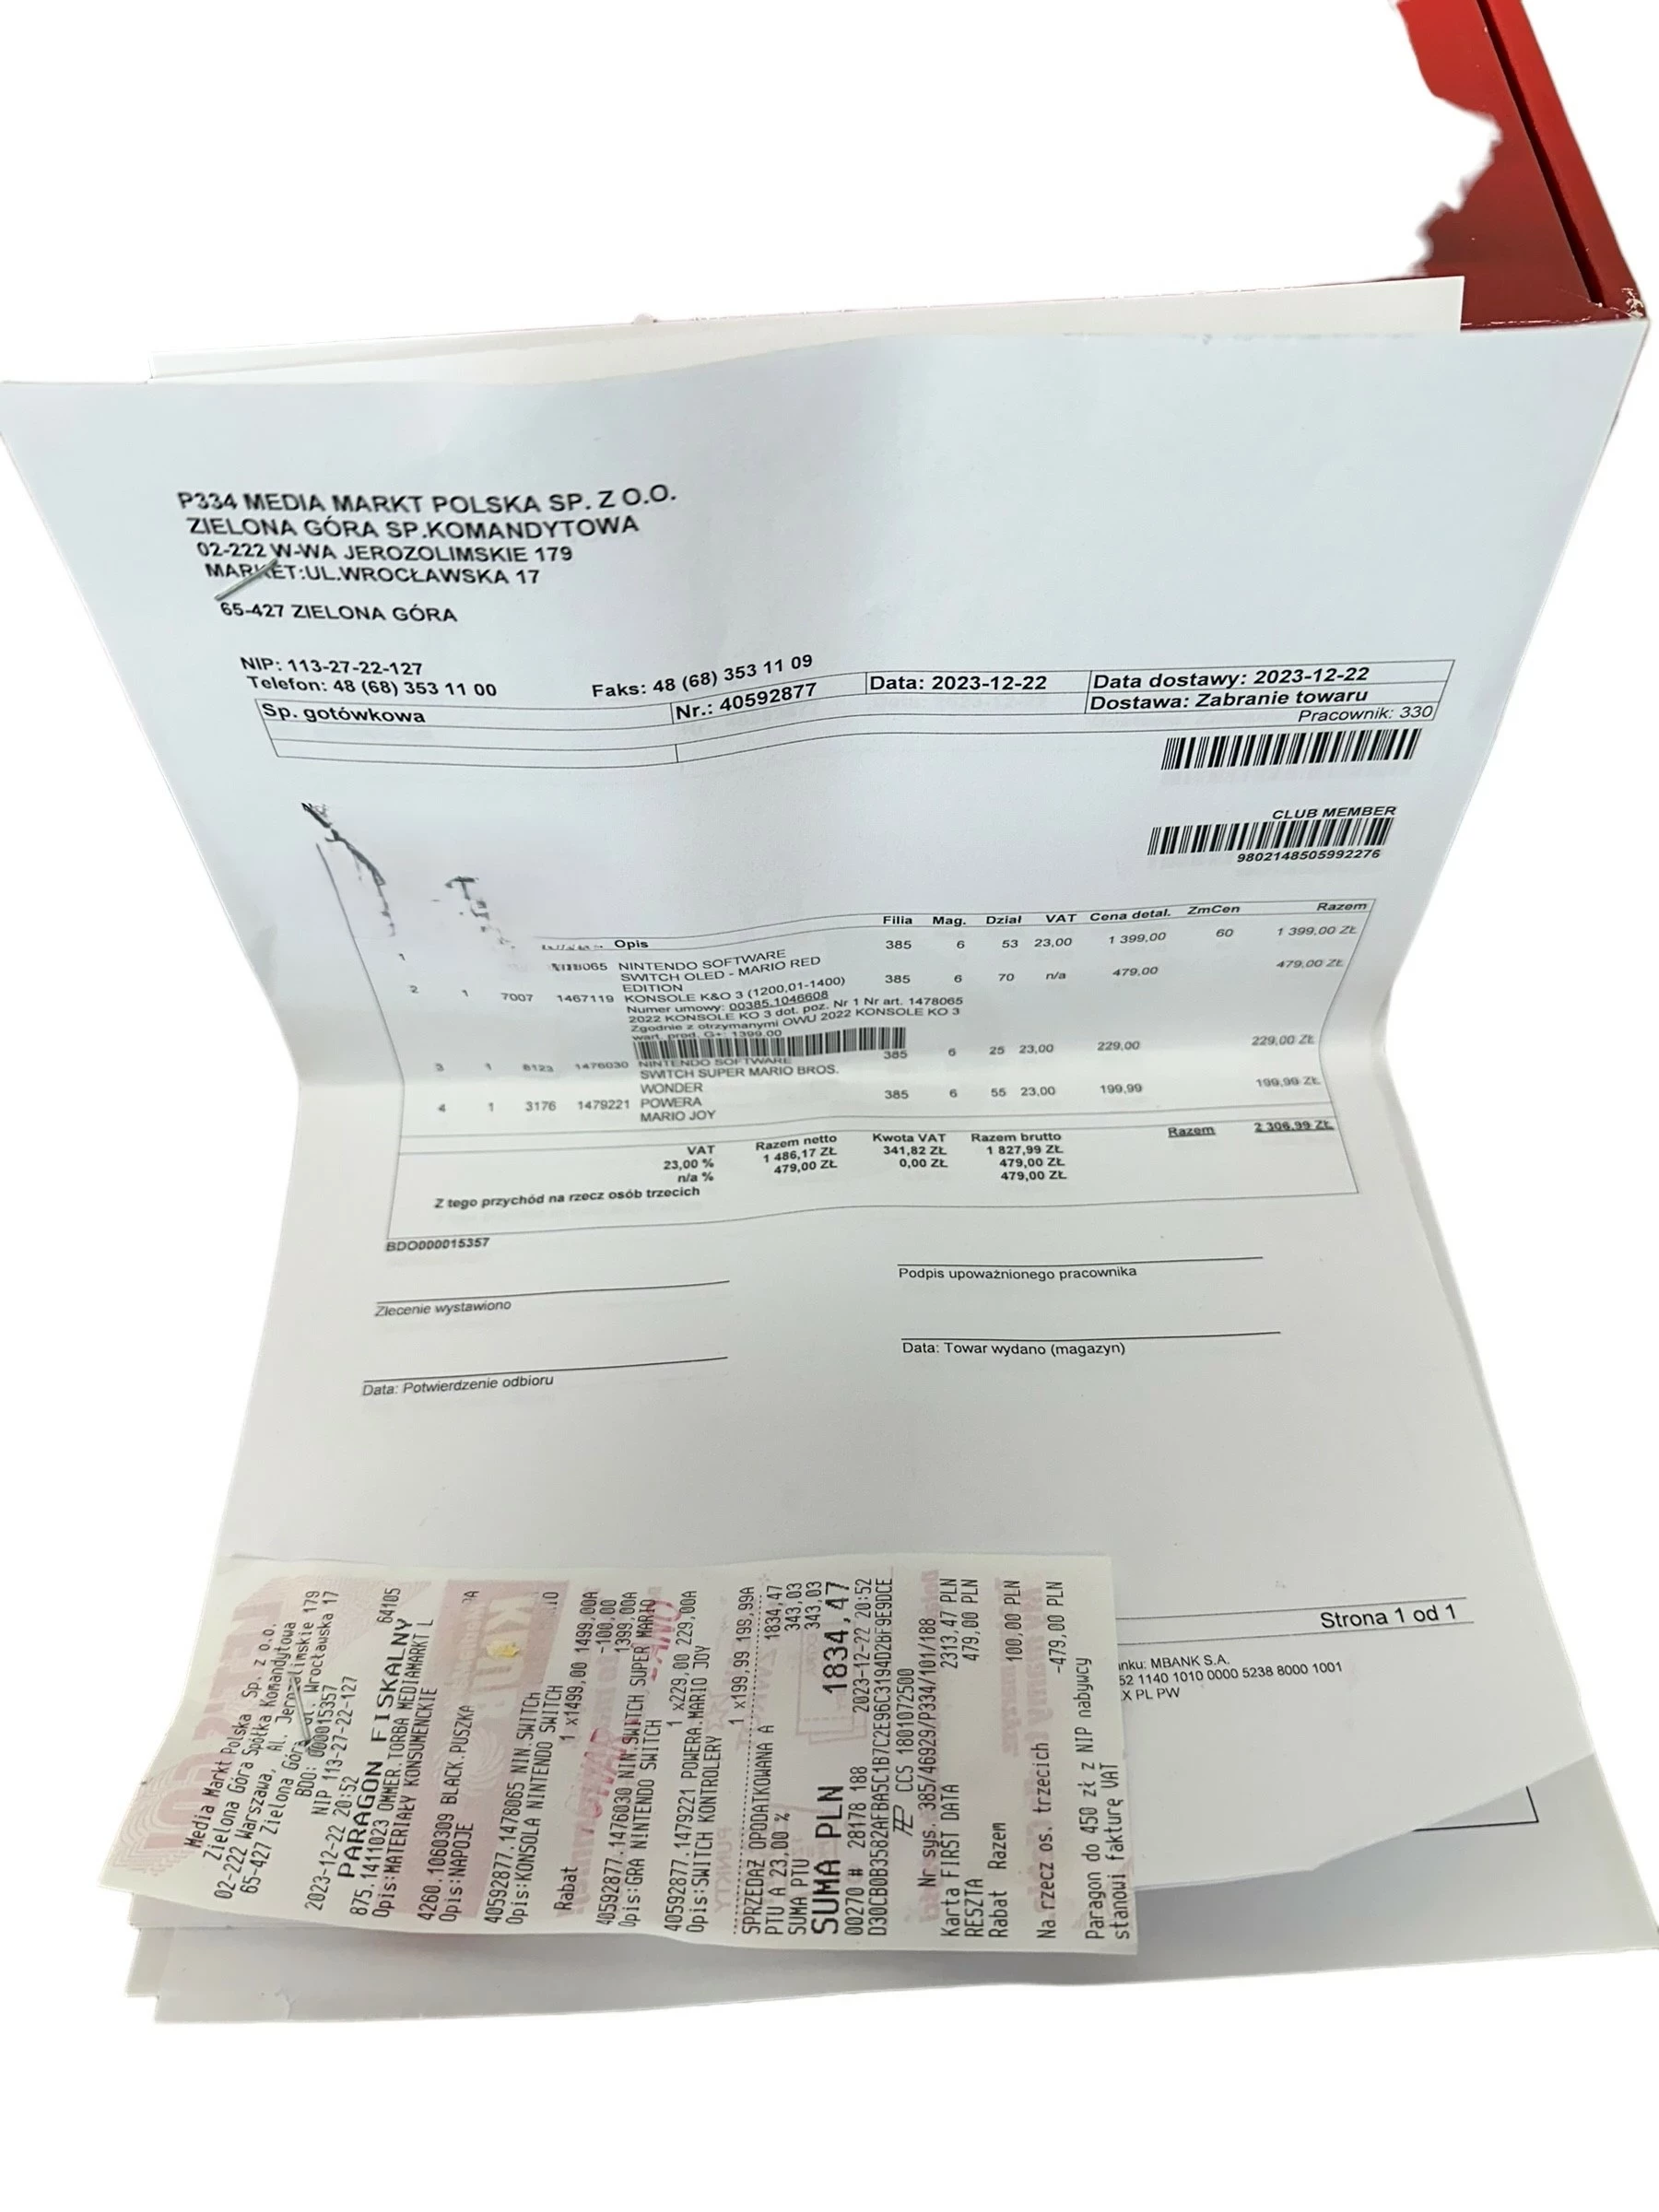 P334 MEDIA MARKT POLSKA SP. Z O.O.
ZIELONA GÓRA SP.KOMANDYTOWA
02-222 W-WA JEROZOLIMSKIE 179
MARKET:UL.WROCŁAWSKA 17
65-427 ZIELONA GÓRA
NIP: 113-27-22-127
Telefon: 48 (68) 353 11 00 Faks: 48 (68) 353 11 09
Sp. gotówkowa Nr.: 40592877 Data: 2023-12-22 Data dostawy: 2023-12-22
Dostawa: Zabranie towaru
Pracownik: 330
CLUB MEMBER
9802148505992276
Opis Filia Mag. Dział VAT Cena detal. ZmCen Razem
1 NINTENDO SOFTWARE 385 6 53 23,00 1 399,00 60 1 399,00 ZŁ
SWITCH OLED - MARIO RED
EDITION
2 1 7007 1467119 KONSOLE K&O 3 (1200,01-1400) 385 6 70 n/a 479,00 479,00 ZŁ
Numer umowy: 00385.1046608
2022 KONSOLE KO 3 dot. poz. Nr 1 Nr art. 1478065
Zgodnie z otrzymanymi OWU 2022 KONSOLE KO 3
wart. prod. G+: 1399.00
3 1 8123 1476030 NINTENDO SOFTWARE 385 6 25 23,00 229,00 229,00 ZŁ
SWITCH SUPER MARIO BROS.
WONDER
4 1 3176 1479221 POWERA 385 6 55 23,00 199,99 199,99 ZŁ
MARIO JOY
VAT Razem netto Kwota VAT Razem brutto Razem 2 306,99 ZŁ
23,00 % 1 486,17 ZŁ 341,82 ZŁ 1 827,99 ZŁ
n/a % 479,00 ZŁ 0,00 ZŁ 479,00 ZŁ
Z tego przychód na rzecz osób trzecich 479,00 ZŁ
BDO000015357
Zlecenie wystawiono
Podpis upoważnionego pracownika
Data: Potwierdzenie odbioru
Data: Towar wydano (magazyn)
Strona 1 od 1
nku: MBANK S.A.
52 1140 1010 0000 5238 8000 1001
X PL PW
Media Markt Polska Sp. z o.o.
Zielona Góra Spółka Komandytowa
02-222 Warszawa, Al. Jerozolimskie 179
65-427 Zielona Góra, ul. Wrocławska 17
BDO: 000015357
NIP 113-27-22-127
2023-12-22 20:52 64105
PARAGON FISKALNY
875.1411023 OMMER.TORBA MEDIAMARKT L
Opis:MATERIAŁY KONSUMENCKIE
4260.1060309 BLACK.PUSZKA
Opis:NAPOJE
40592877.1478065 NIN.SWITCH
Opis:KONSOLA NINTENDO SWITCH
1 x1499,00 1499,00A
Rabat -100,00
1399,00A
40592877.1476030 NIN.SWITCH SUPER MARIO
Opis:GRA NINTENDO SWITCH
1 x229,00 229,00A
40592877.1479221 POWERA.MARIO JOY
Opis:SWITCH KONTROLERY
1 x199,99 199,99A
SPRZEDAŻ OPODATKOWANA A 1834,47
PTU A 23,00 % 343,03
SUMA PTU 343,03
SUMA PLN 1834,47
00270 # 28178 188 2023-12-22 20:52
D30CB0B3582AFBA5C1B7C2E96C3194D2BF9E9DCE
CCS 1801072500
Nr sys. 385/46929/P334/101/188
Karta FIRST DATA 2313,47 PLN
RESZTA 479,00 PLN
Rabat Razem 100,00 PLN
Na rzecz os. trzecich -479,00 PLN
Paragon do 450 zł z NIP nabywcy
stanowi fakturę VAT